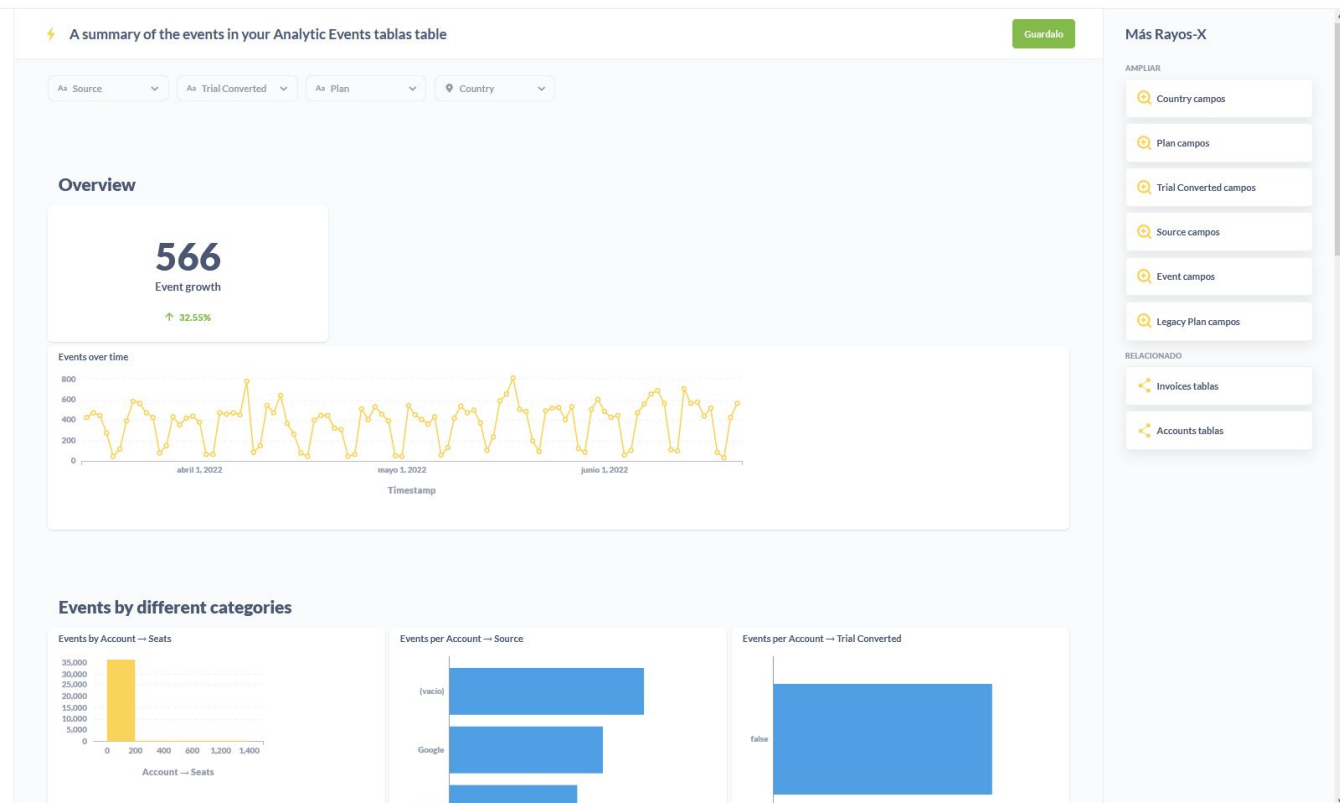 A summary of the events in your Analytic Events tablas table
Guardalo
Aa Source
Aa Trial Converted
Aa Plan
Country
Overview
566
Event growth
↑ 32.55%
Events over time
800
600
400
200
0
abril 1, 2022
mayo 1, 2022
junio 1, 2022
Timestamp
Events by different categories
Events by Account → Seats
35,000
30,000
25,000
20,000
15,000
10,000
5,000
0
0 200 400 600 1,200 1,400
Account → Seats
Events per Account → Source
(vacío)
Google
Events per Account → Trial Converted
false
Más Rayos-X
AMPLIAR
Country campos
Plan campos
Trial Converted campos
Source campos
Event campos
Legacy Plan campos
RELACIONADO
Invoices tablas
Accounts tablas